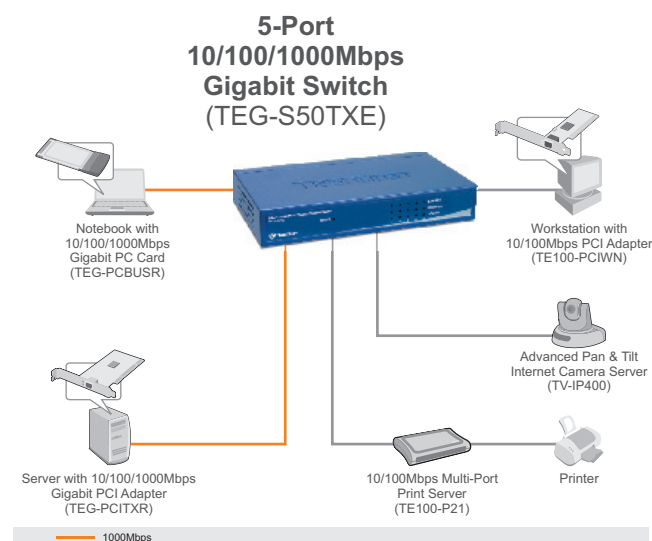 5-Port
10/100/1000Mbps
Gigabit Switch
(TEG-S50TXE)
Notebook with
10/100/1000Mbps
Gigabit PC Card
(TEG-PCBUSR)
Workstation with
10/100Mbps PCI Adapter
(TE100-PCIWN)
Advanced Pan & Tilt
Internet Camera Server
(TV-IP400)
Server with 10/100/1000Mbps
Gigabit PCI Adapter
(TEG-PCITXR)
10/100Mbps Multi-Port
Print Server
(TE100-P21)
Printer
1000Mbps